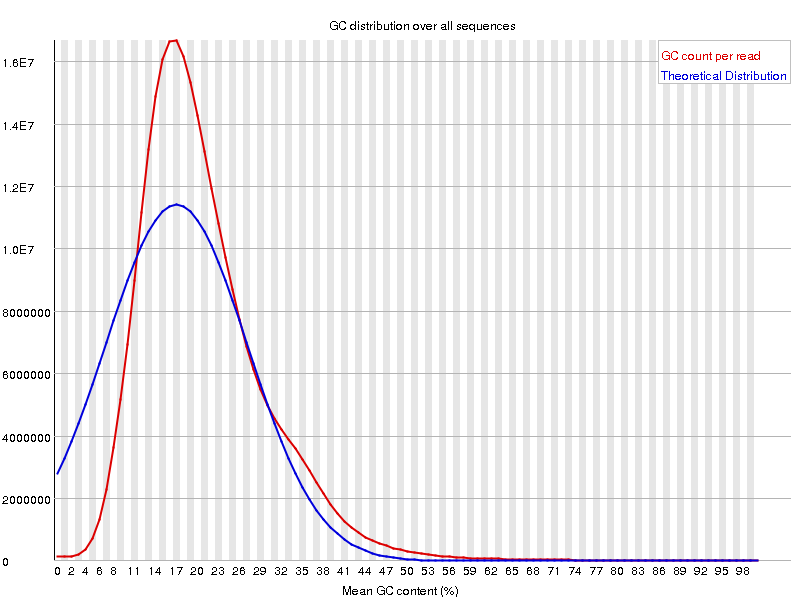 GC distribution over all sequences
GC count per read
Theoretical Distribution
1.6E7
1.4E7
1.2E7
1.0E7
8000000
6000000
4000000
2000000
0
0 2 4 6 8 11 14 17 20 23 26 29 32 35 38 41 44 47 50 53 56 59 62 65 68 71 74 77 80 83 86 89 92 95 98
Mean GC content (%)